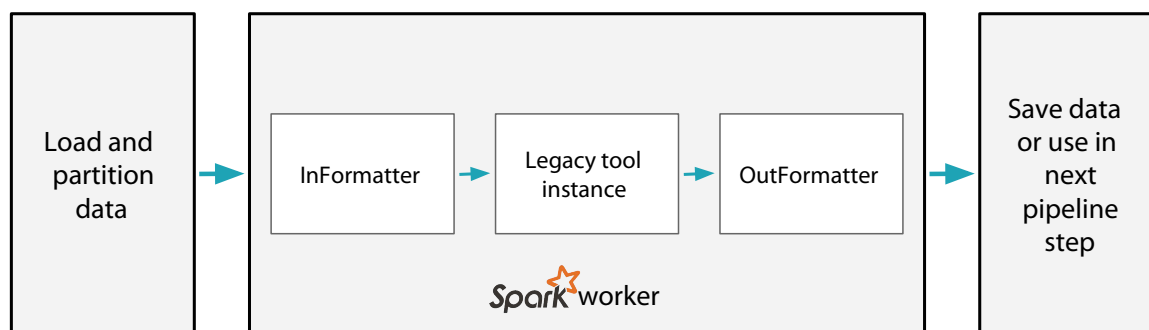 Load and
partition
data
InFormatter
Legacy tool
instance
OutFormatter
Spark worker
Save data
or use in
next
pipeline
step